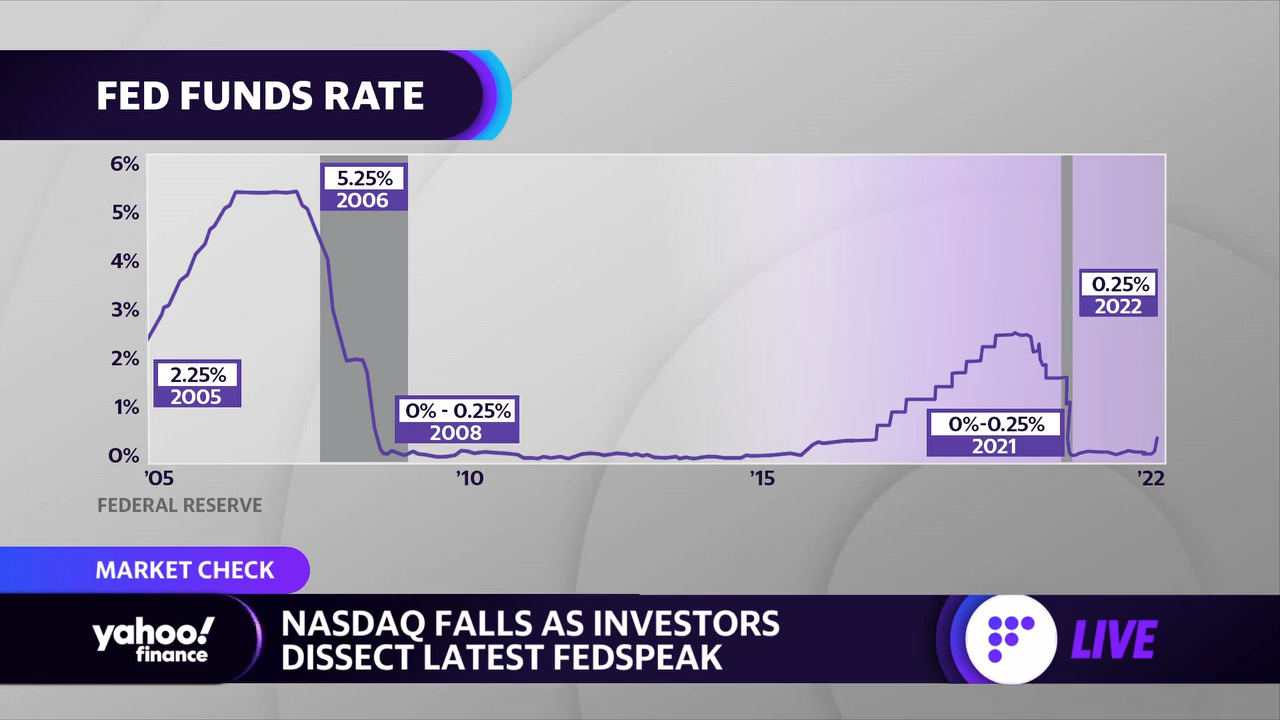 FED FUNDS RATE
6%
5%
4%
3%
2%
1%
0%
5.25%
2006
2.25%
2005
0% - 0.25%
2008
0%-0.25%
2021
0.25%
2022
’05
’10
’15
’22
FEDERAL RESERVE
MARKET CHECK
yahoo!
finance
NASDAQ FALLS AS INVESTORS
DISSECT LATEST FEDSPEAK
LIVE